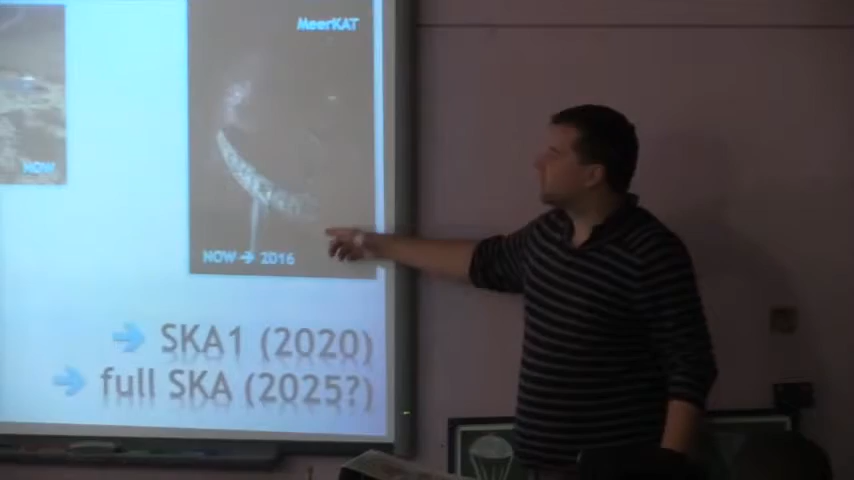 MeerKAT
NOW
NOW → 2016
→ SKA1 (2020)
→ full SKA (2025?)